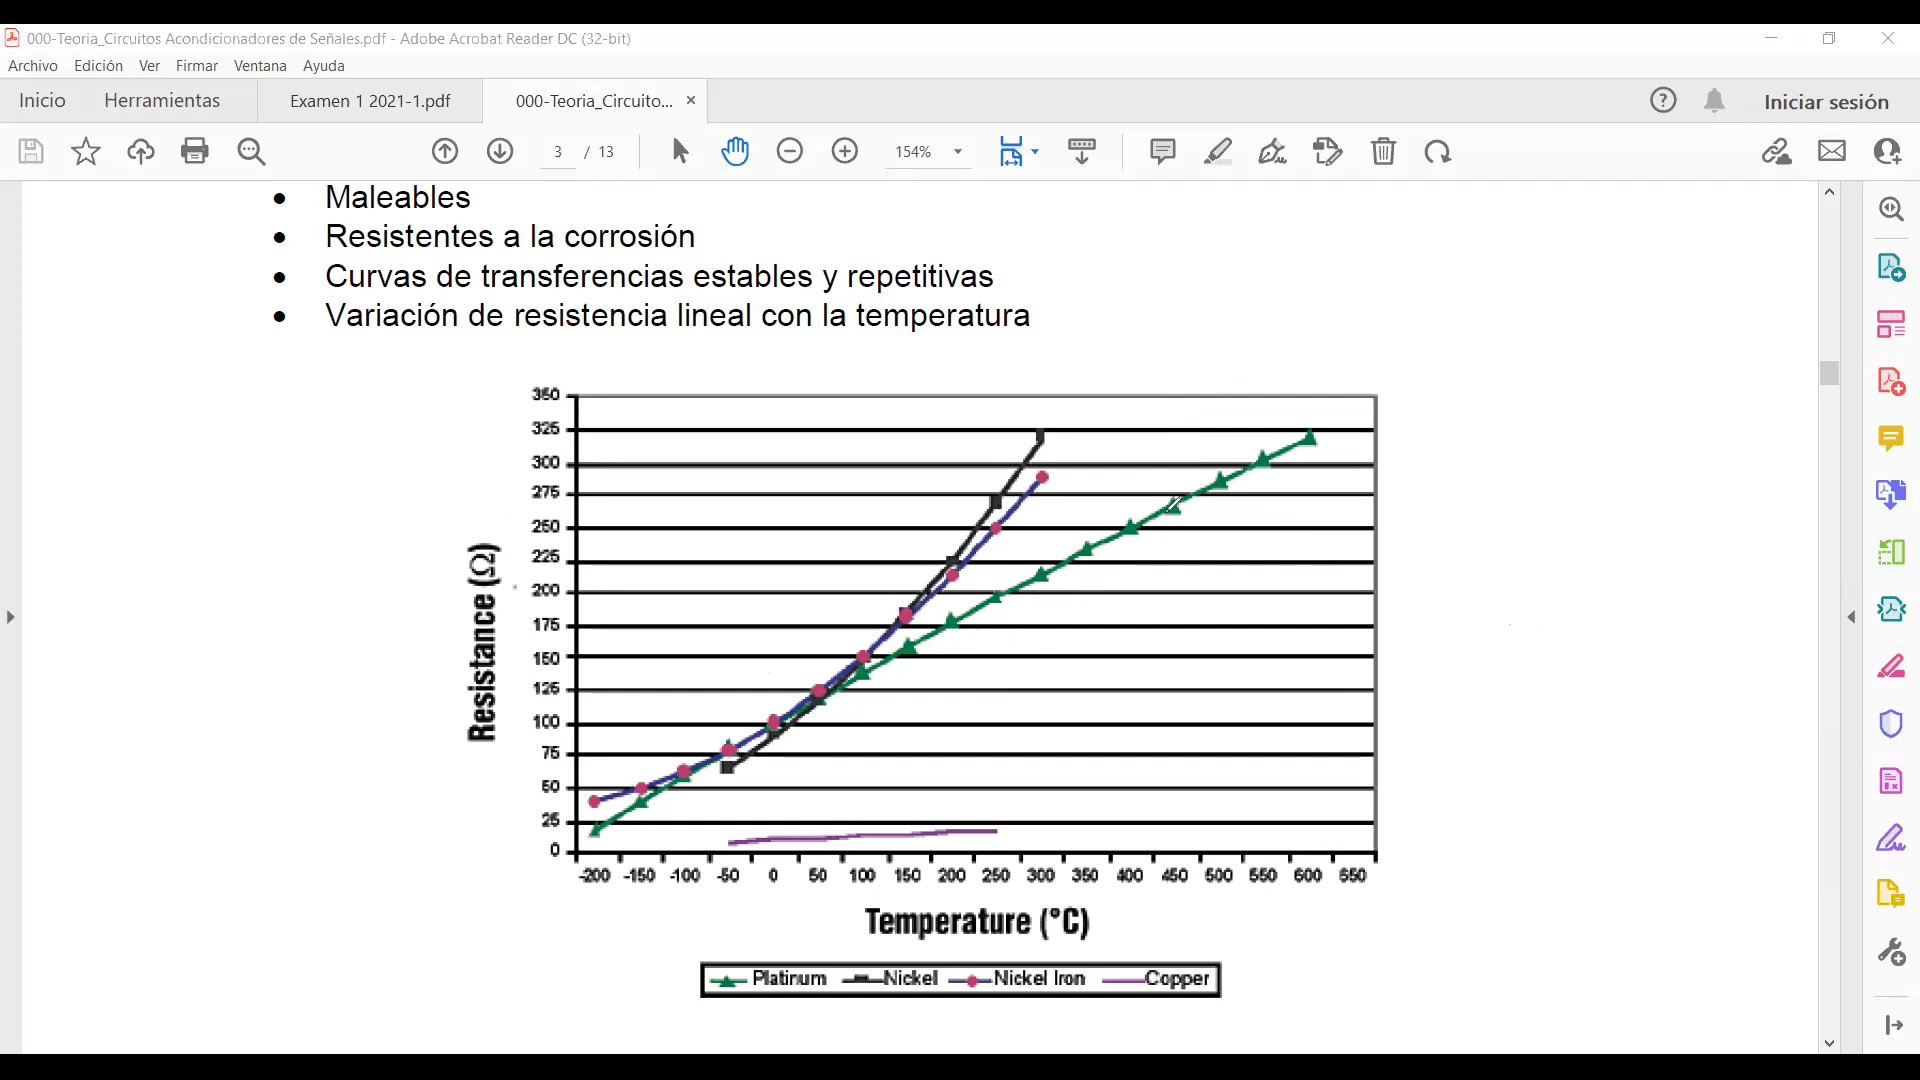 000-Teoria_Circuitos Acondicionadores de Señales.pdf - Adobe Acrobat Reader DC (32-bit)
Archivo Edición Ver Firmar Ventana Ayuda
Inicio Herramientas Examen 1 2021-1.pdf 000-Teoria_Circuito... × Iniciar sesión
3 / 13 154%
• Maleables
• Resistentes a la corrosión
• Curvas de transferencias estables y repetitivas
• Variación de resistencia lineal con la temperatura
350
325
300
275
250
225
200
175
150
125
100
75
50
25
0
Resistance (Ω)
-200 -150 -100 -50 0 50 100 150 200 250 300 350 400 450 500 550 600 650
Temperature (°C)
Platinum Nickel Nickel Iron Copper